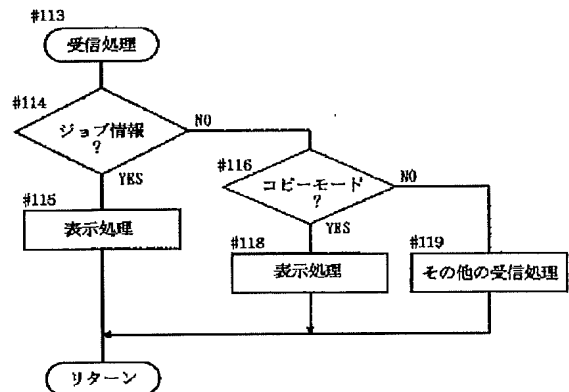 #113
受信処理
#114
ジョブ情報
?
NO
YES
#115
表示処理
#116
コピーモード
?
NO
YES
#118
表示処理
#119
その他の受信処理
リターン